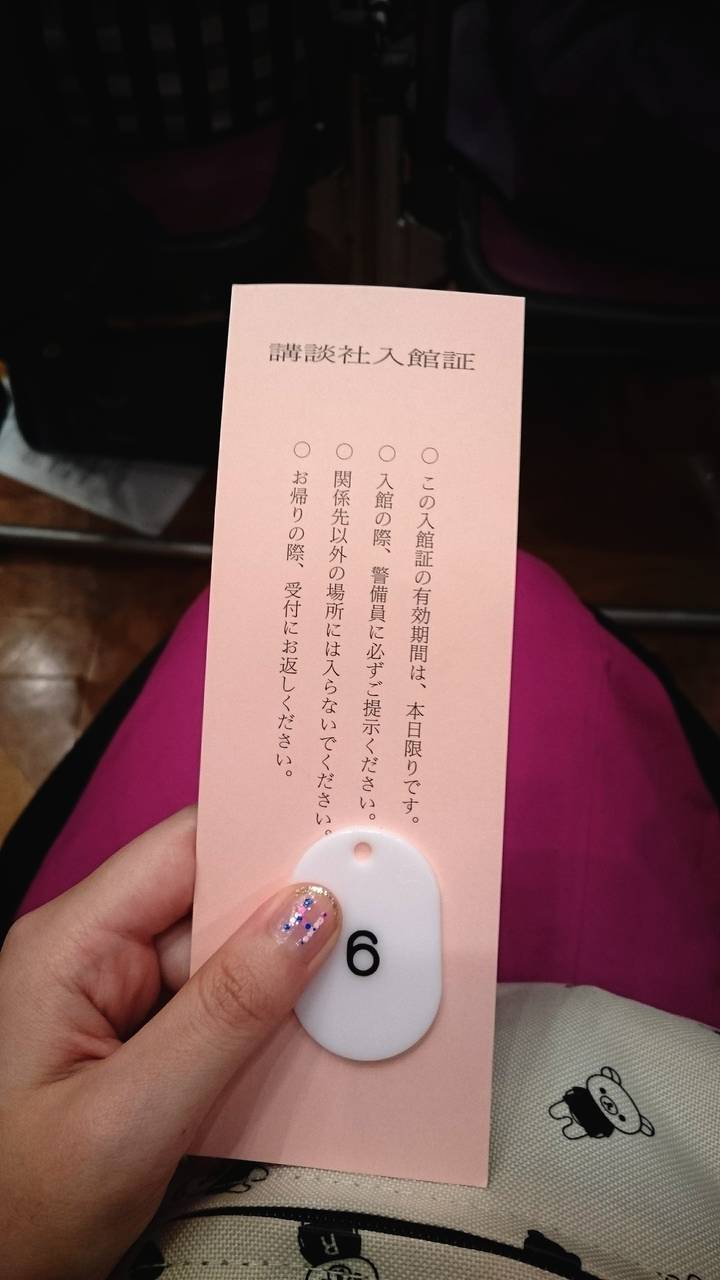 講談社入館証
○ この入館証の有効期間は、本日限りです。
○ 入館の際、警備員に必ずご提示ください。
○ 関係先以外の場所には入らないでください。
○ お帰りの際、受付にお返しください。
6
R